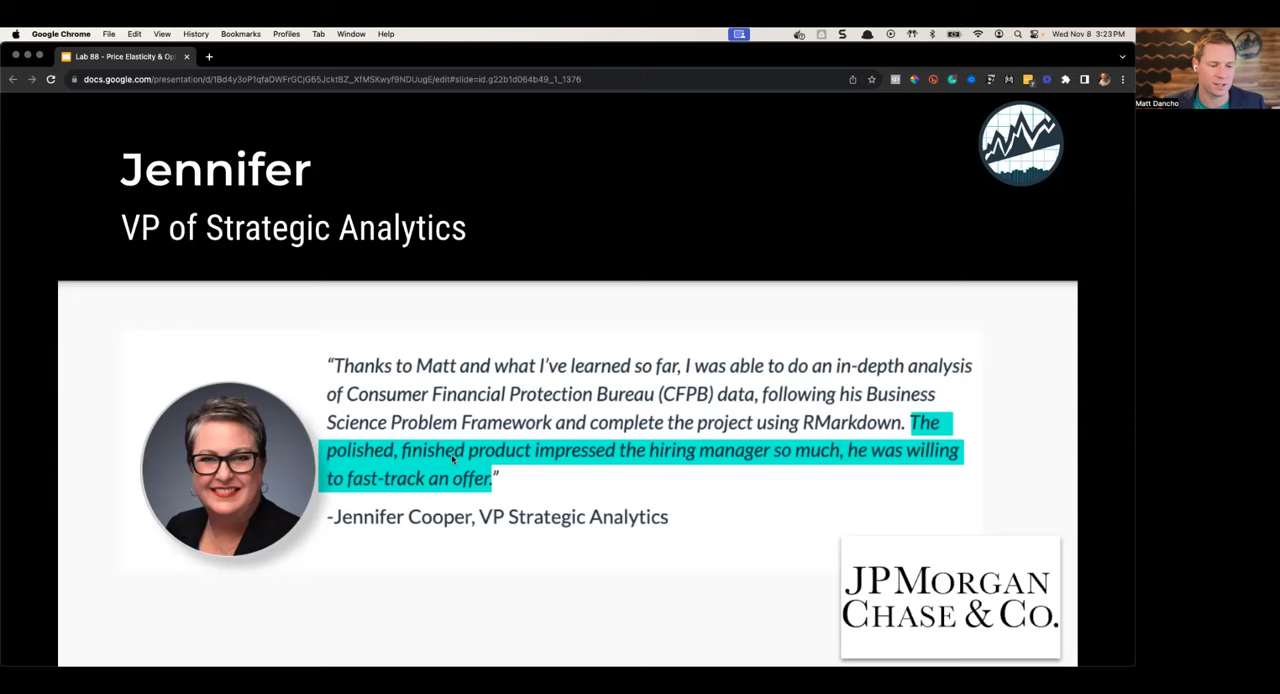 Google Chrome File Edit View History Bookmarks Profiles Tab Window Help Wed Nov 8 3:23 PM
Lab 88 - Price Elasticity & Op
docs.google.com/presentation/d/1Bd4y3oP1qfaDWFrGCjG65JcktBZ_XfMSKwyf9NDUugE/edit#slide=id.g22b1d064b49_1_1376
Matt Dancho
Jennifer
VP of Strategic Analytics
“Thanks to Matt and what I’ve learned so far, I was able to do an in-depth analysis
of Consumer Financial Protection Bureau (CFPB) data, following his Business
Science Problem Framework and complete the project using RMarkdown. The
polished, finished product impressed the hiring manager so much, he was willing
to fast-track an offer.”
-Jennifer Cooper, VP Strategic Analytics
JPMORGAN
CHASE & CO.